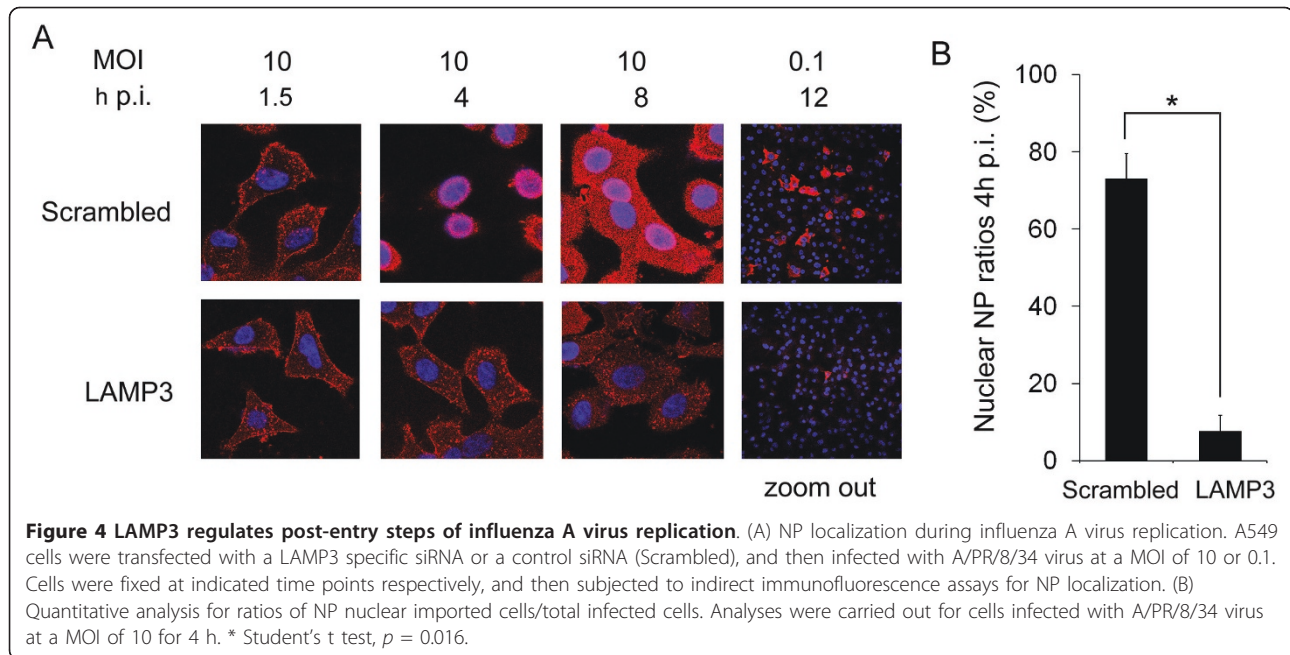 A
MOI 10 10 10 0.1
h p.i. 1.5 4 8 12
Scrambled
LAMP3
zoom out
B
Nuclear NP ratios 4h p.i. (%)
100
80
60
40
20
0
*
Scrambled LAMP3
Figure 4 LAMP3 regulates post-entry steps of influenza A virus replication. (A) NP localization during influenza A virus replication. A549
cells were transfected with a LAMP3 specific siRNA or a control siRNA (Scrambled), and then infected with A/PR/8/34 virus at a MOI of 10 or 0.1.
Cells were fixed at indicated time points respectively, and then subjected to indirect immunofluorescence assays for NP localization. (B)
Quantitative analysis for ratios of NP nuclear imported cells/total infected cells. Analyses were carried out for cells infected with A/PR/8/34 virus
at a MOI of 10 for 4 h. * Student's t test, p = 0.016.